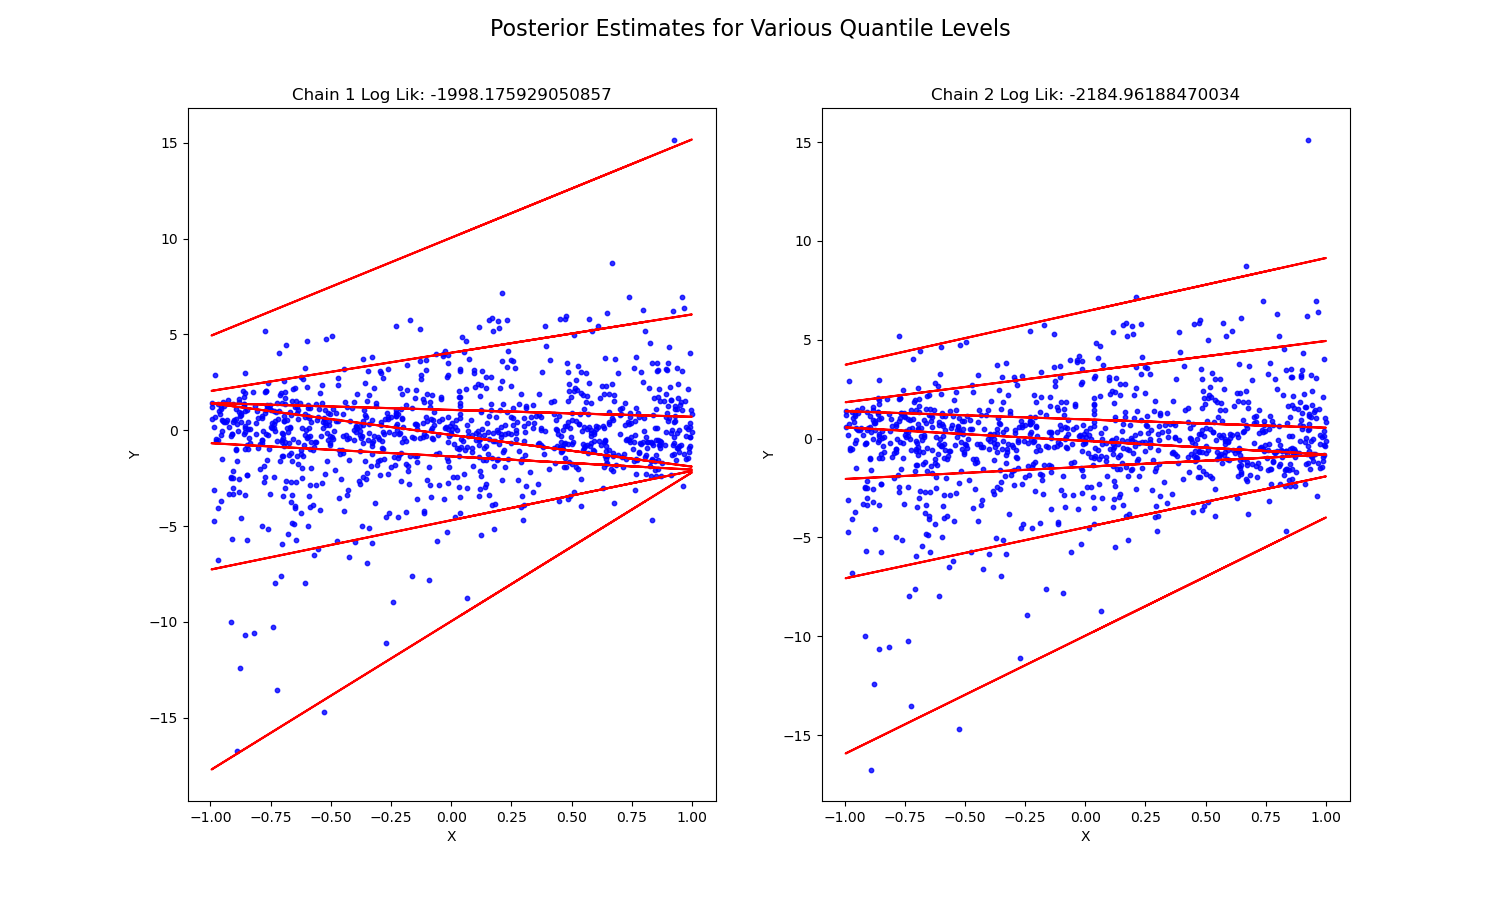 Posterior Estimates for Various Quantile Levels
Chain 1 Log Lik: -1998.175929050857
Chain 2 Log Lik: -2184.96188470034
15
10
5
0
−5
−10
−15
Y
−1.00 −0.75 −0.50 −0.25 0.00 0.25 0.50 0.75 1.00
X
15
10
5
0
−5
−10
−15
Y
−1.00 −0.75 −0.50 −0.25 0.00 0.25 0.50 0.75 1.00
X